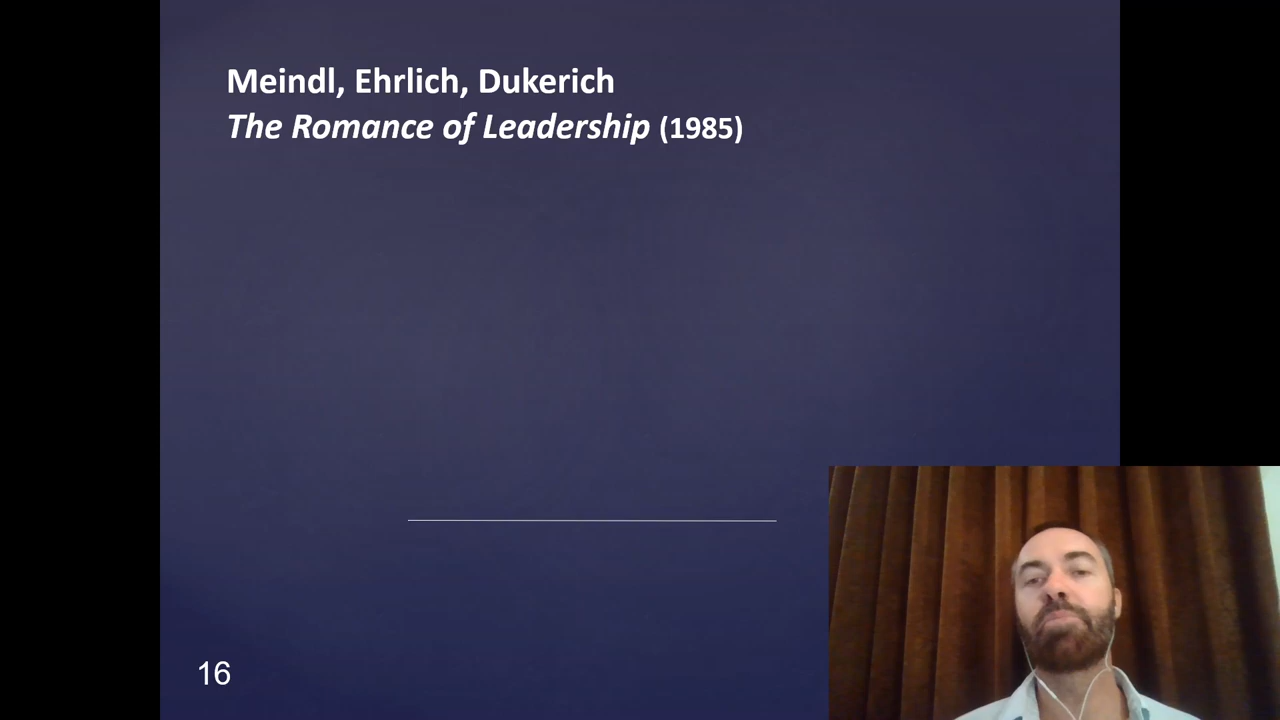 Meindl, Ehrlich, Dukerich
The Romance of Leadership (1985)
16